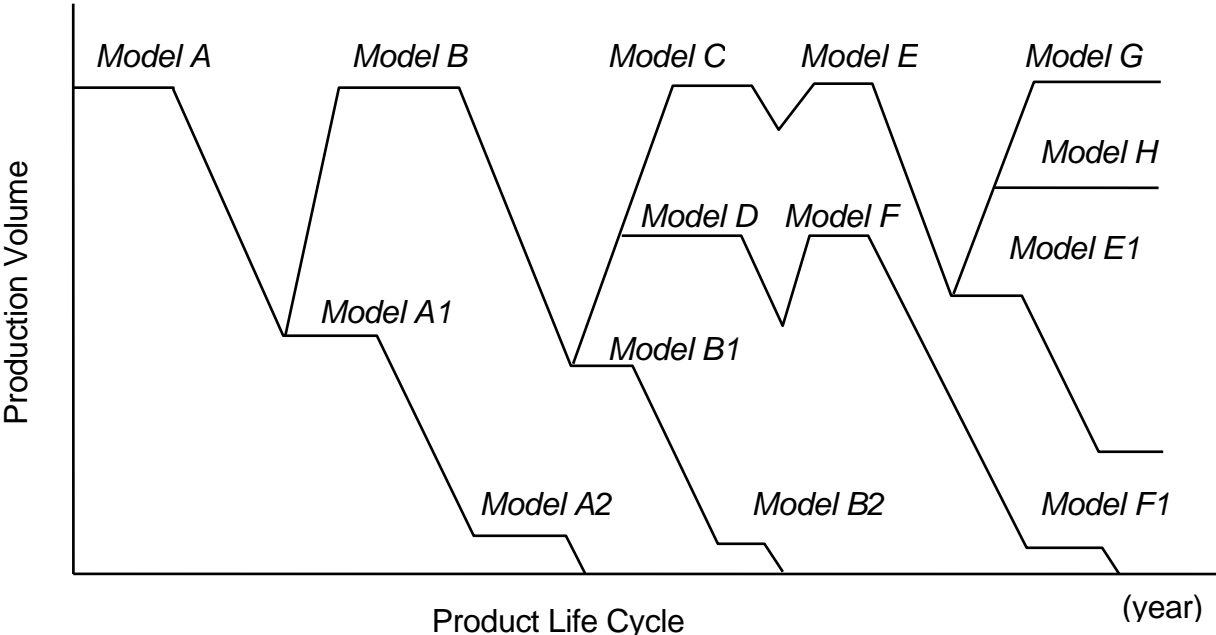 Model A
Model B
Model C
Model E
Model G
Model H
Model D
Model F
Model E1
Model A1
Model B1
Model A2
Model B2
Model F1
Production Volume
Product Life Cycle
(year)